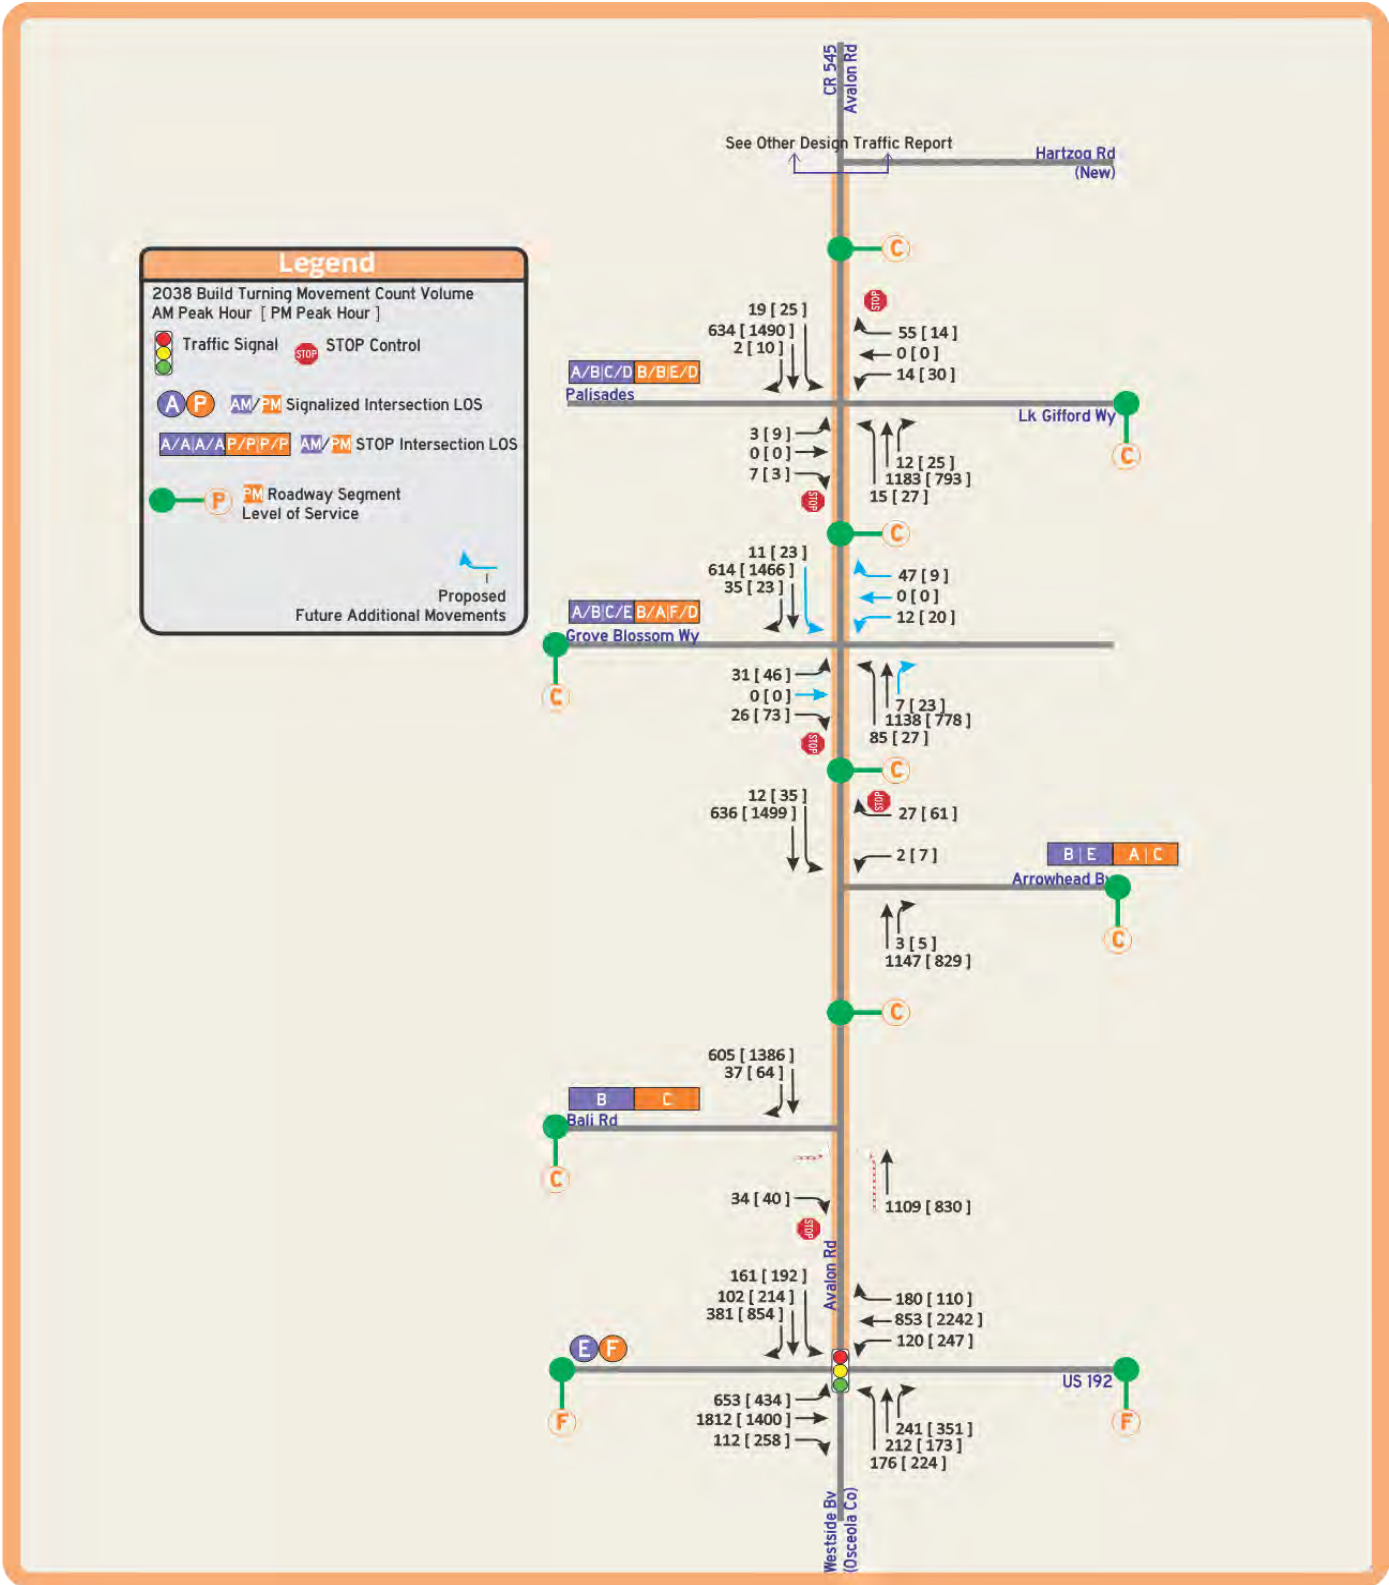 CR 545
Avalon Rd
See Other Design Traffic Report
Hartzog Rd
(New)
C
Legend
2038 Build Turning Movement Count Volume
AM Peak Hour [ PM Peak Hour ]
Traffic Signal
STOP
STOP Control
A P AM/PM Signalized Intersection LOS
A/A|A/A P/P|P/P AM/PM STOP Intersection LOS
P PM Roadway Segment
Level of Service
Proposed
Future Additional Movements
STOP
19 [ 25 ]
634 [ 1490 ]
2 [ 10 ]
55 [ 14 ]
0 [ 0 ]
14 [ 30 ]
A/B|C/D B/B|E/D
Palisades
Lk Gifford Wy
C
3 [ 9 ]
0 [ 0 ]
7 [ 3 ]
STOP
12 [ 25 ]
1183 [ 793 ]
15 [ 27 ]
C
11 [ 23 ]
614 [ 1466 ]
35 [ 23 ]
47 [ 9 ]
0 [ 0 ]
12 [ 20 ]
A/B|C/E B/A|F/D
Grove Blossom Wy
C
31 [ 46 ]
0 [ 0 ]
26 [ 73 ]
STOP
7 [ 23 ]
1138 [ 778 ]
85 [ 27 ]
C
12 [ 35 ]
636 [ 1499 ]
STOP
27 [ 61 ]
2 [ 7 ]
B|E A|C
Arrowhead Bv
C
3 [ 5 ]
1147 [ 829 ]
C
605 [ 1386 ]
37 [ 64 ]
B C
Bali Rd
C
34 [ 40 ]
STOP
1109 [ 830 ]
Avalon Rd
161 [ 192 ]
102 [ 214 ]
381 [ 854 ]
180 [ 110 ]
853 [ 2242 ]
120 [ 247 ]
E F
US 192
F
F
653 [ 434 ]
1812 [ 1400 ]
112 [ 258 ]
241 [ 351 ]
212 [ 173 ]
176 [ 224 ]
Westside Bv
(Osceola Co)